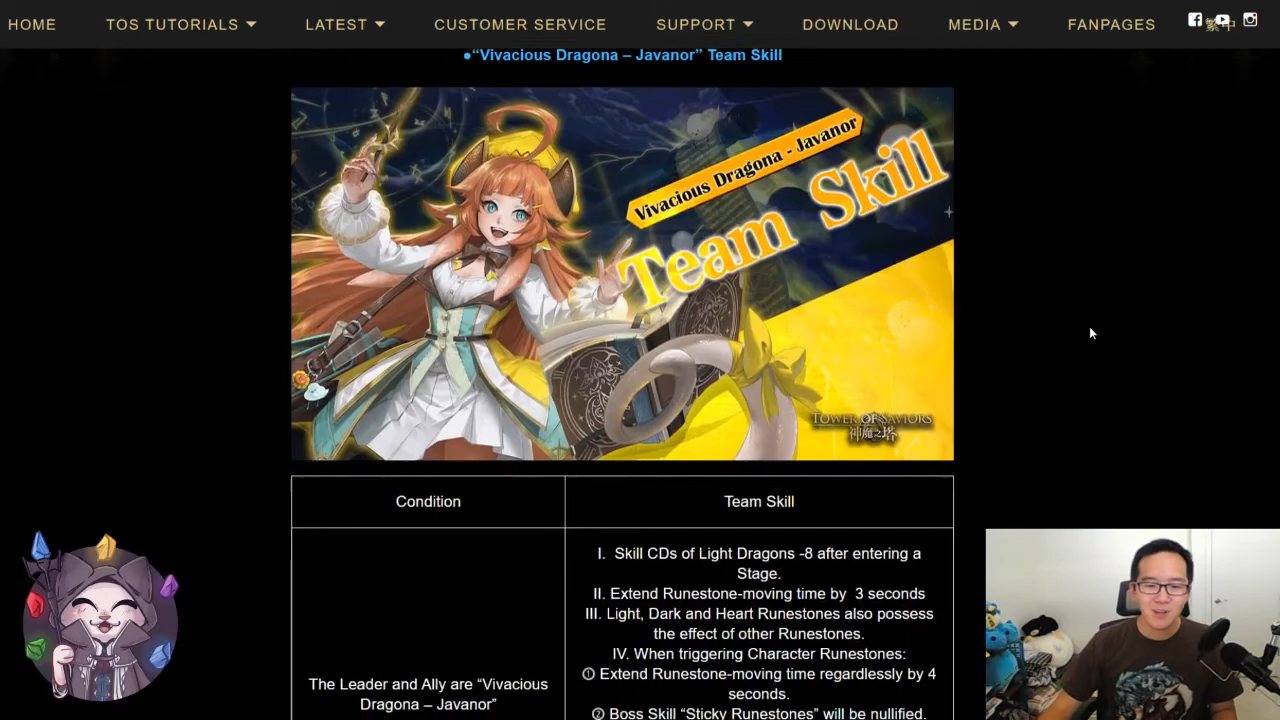 HOME TOS TUTORIALS LATEST CUSTOMER SERVICE SUPPORT DOWNLOAD MEDIA FANPAGES 繁中
●“Vivacious Dragona – Javanor” Team Skill
Vivacious Dragona - Javanor
Team Skill
TOWER OF SAVIORS
神魔之塔
Condition
Team Skill
I. Skill CDs of Light Dragons -8 after entering a
Stage.
II. Extend Runestone-moving time by 3 seconds
III. Light, Dark and Heart Runestones also possess
the effect of other Runestones.
IV. When triggering Character Runestones:
① Extend Runestone-moving time regardlessly by 4
seconds.
② Boss Skill “Sticky Runestones” will be nullified.
The Leader and Ally are “Vivacious
Dragona – Javanor”